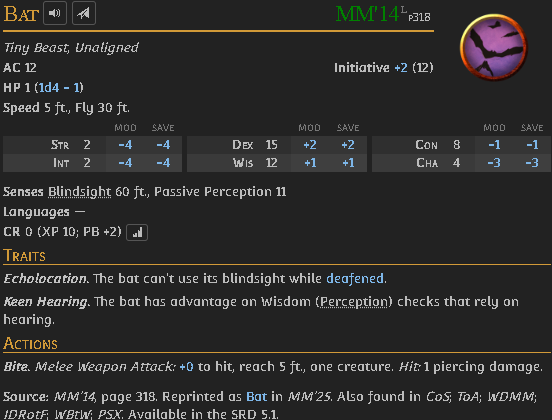 Bat MM'14 L p318
Tiny Beast, Unaligned
AC 12 Initiative +2 (12)
HP 1 (1d4 − 1)
Speed 5 ft., Fly 30 ft.
MOD SAVE MOD SAVE MOD SAVE
Str 2 −4 −4 Dex 15 +2 +2 Con 8 −1 −1
Int 2 −4 −4 Wis 12 +1 +1 Cha 4 −3 −3
Senses Blindsight 60 ft., Passive Perception 11
Languages —
CR 0 (XP 10; PB +2)
Traits
Echolocation. The bat can't use its blindsight while deafened.
Keen Hearing. The bat has advantage on Wisdom (Perception) checks that rely on
hearing.
Actions
Bite. Melee Weapon Attack: +0 to hit, reach 5 ft., one creature. Hit: 1 piercing damage.
Source: MM'14, page 318. Reprinted as Bat in MM'25. Also found in CoS; ToA; WDMM;
IDRotF; WBtW; PSX. Available in the SRD 5.1.